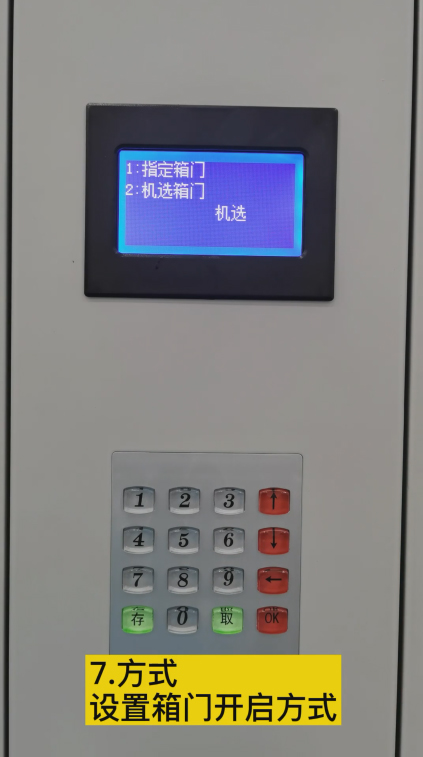 1:指定箱门
2:机选箱门
机选
1 2 3 ↑
4 5 6 ↓
7 8 9 ←
存 0 取 OK
7.方式
设置箱门开启方式